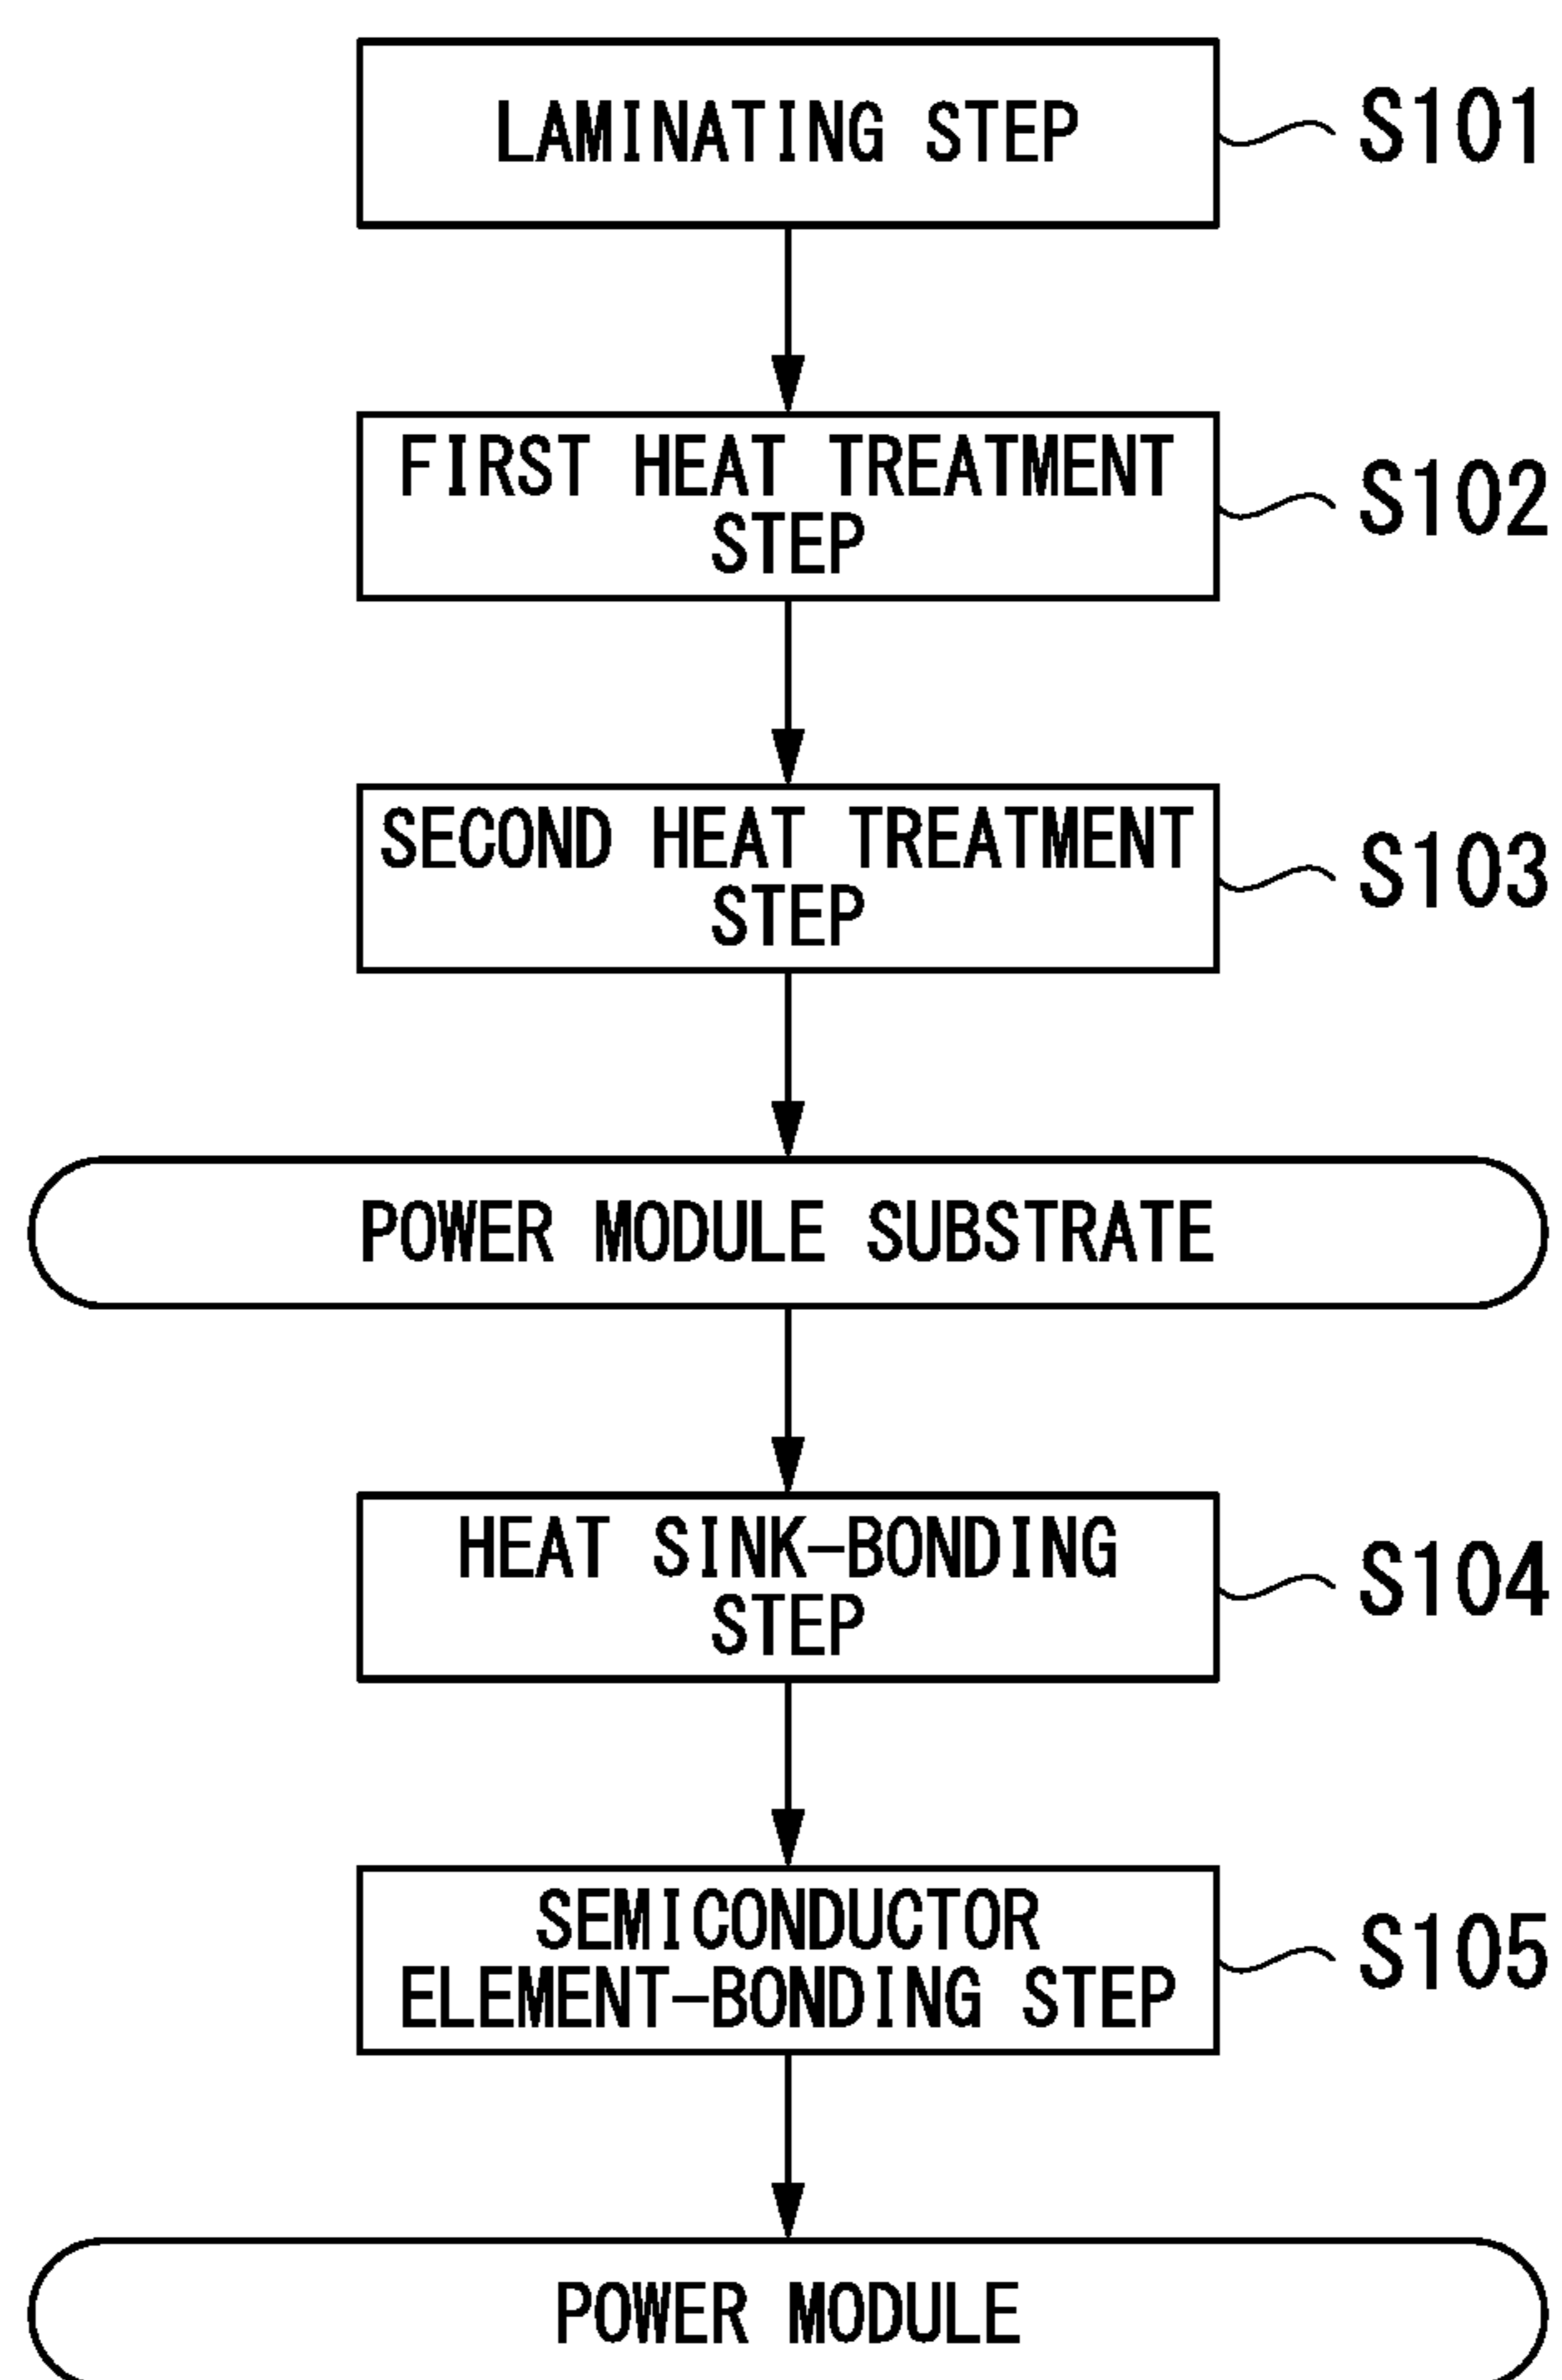 LAMINATING STEP
S101
FIRST HEAT TREATMENT
STEP
S102
SECOND HEAT TREATMENT
STEP
S103
POWER MODULE SUBSTRATE
HEAT SINK-BONDING
STEP
S104
SEMICONDUCTOR
ELEMENT-BONDING STEP
S105
POWER MODULE